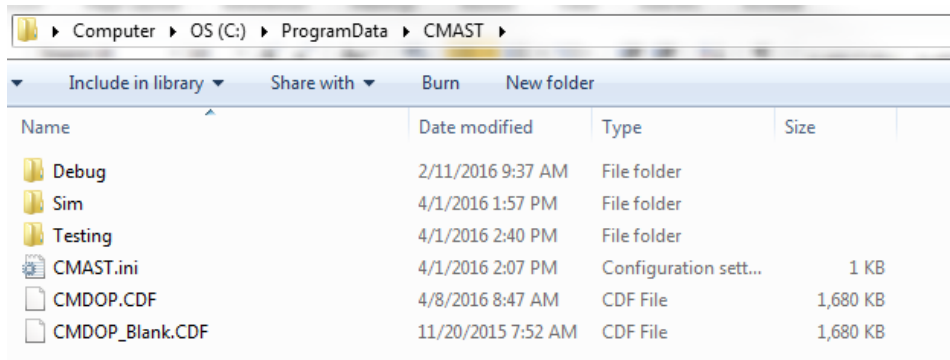 Computer OS (C:) ProgramData CMAST
Include in library Share with Burn New folder
Name Date modified Type Size
Debug 2/11/2016 9:37 AM File folder
Sim 4/1/2016 1:57 PM File folder
Testing 4/1/2016 2:40 PM File folder
CMAST.ini 4/1/2016 2:07 PM Configuration sett... 1 KB
CMDOP.CDF 4/8/2016 8:47 AM CDF File 1,680 KB
CMDOP_Blank.CDF 11/20/2015 7:52 AM CDF File 1,680 KB